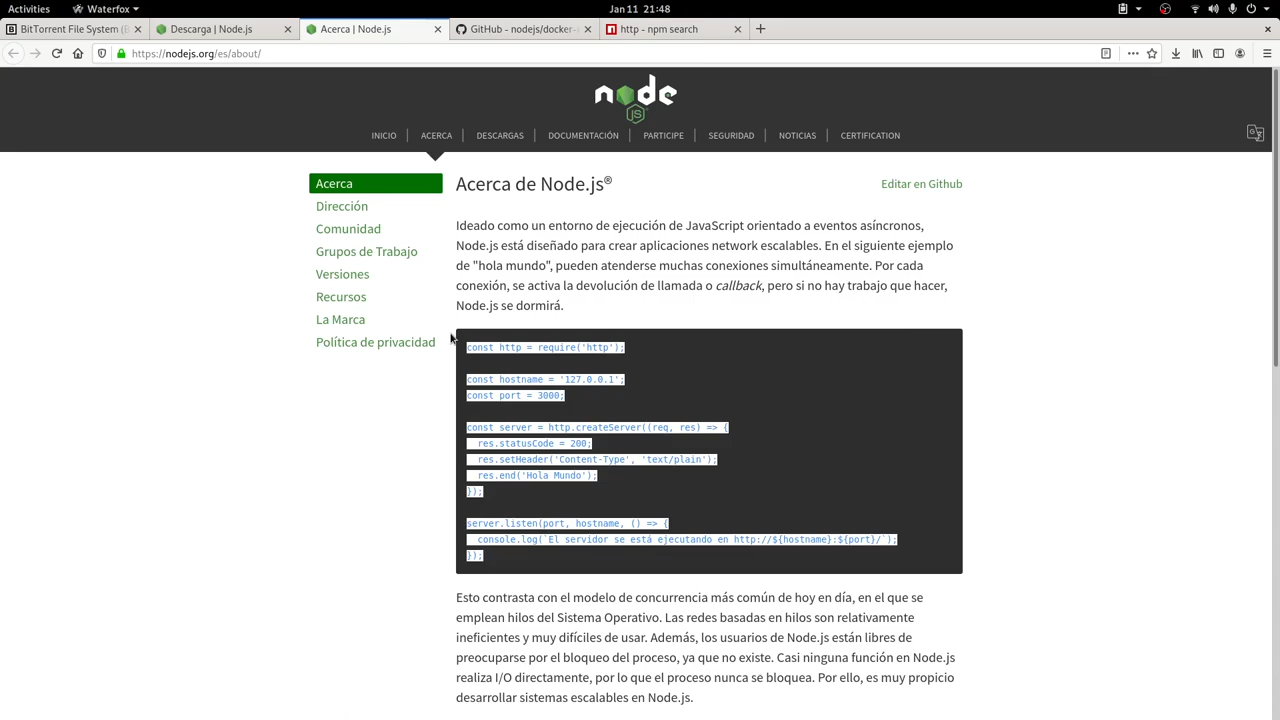 Activities
Waterfox
Jan 11 21:48
BitTorrent File System (B
Descarga | Node.js
Acerca | Node.js
GitHub - nodejs/docker-
http - npm search
https://nodejs.org/es/about/
node
JS
INICIO
ACERCA
DESCARGAS
DOCUMENTACIÓN
PARTICIPE
SEGURIDAD
NOTICIAS
CERTIFICATION
Acerca
Dirección
Comunidad
Grupos de Trabajo
Versiones
Recursos
La Marca
Política de privacidad
Acerca de Node.js®
Editar en Github
Ideado como un entorno de ejecución de JavaScript orientado a eventos asíncronos,
Node.js está diseñado para crear aplicaciones network escalables. En el siguiente ejemplo
de "hola mundo", pueden atenderse muchas conexiones simultáneamente. Por cada
conexión, se activa la devolución de llamada o callback, pero si no hay trabajo que hacer,
Node.js se dormirá.
const http = require('http');
const hostname = '127.0.0.1';
const port = 3000;
const server = http.createServer((req, res) => {
  res.statusCode = 200;
  res.setHeader('Content-Type', 'text/plain');
  res.end('Hola Mundo');
});
server.listen(port, hostname, () => {
  console.log(`El servidor se está ejecutando en http://${hostname}:${port}/`);
});
Esto contrasta con el modelo de concurrencia más común de hoy en día, en el que se
emplean hilos del Sistema Operativo. Las redes basadas en hilos son relativamente
ineficientes y muy difíciles de usar. Además, los usuarios de Node.js están libres de
preocuparse por el bloqueo del proceso, ya que no existe. Casi ninguna función en Node.js
realiza I/O directamente, por lo que el proceso nunca se bloquea. Por ello, es muy propicio
desarrollar sistemas escalables en Node.js.